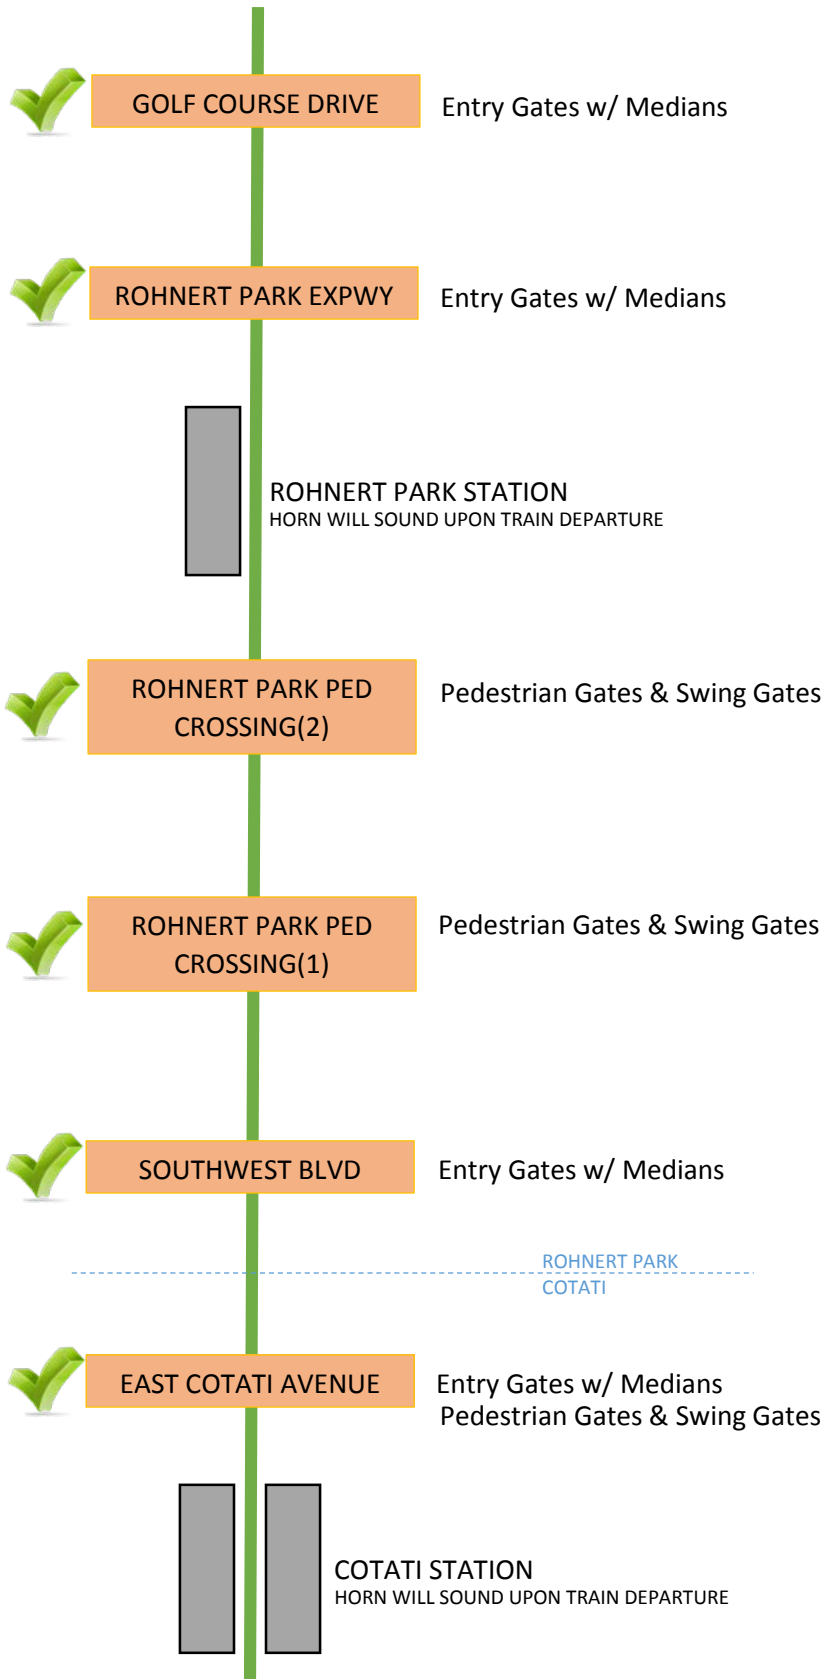 GOLF COURSE DRIVE
Entry Gates w/ Medians
ROHNERT PARK EXPWY
Entry Gates w/ Medians
ROHNERT PARK STATION
HORN WILL SOUND UPON TRAIN DEPARTURE
ROHNERT PARK PED
CROSSING(2)
Pedestrian Gates & Swing Gates
ROHNERT PARK PED
CROSSING(1)
Pedestrian Gates & Swing Gates
SOUTHWEST BLVD
Entry Gates w/ Medians
ROHNERT PARK
COTATI
EAST COTATI AVENUE
Entry Gates w/ Medians
Pedestrian Gates & Swing Gates
COTATI STATION
HORN WILL SOUND UPON TRAIN DEPARTURE